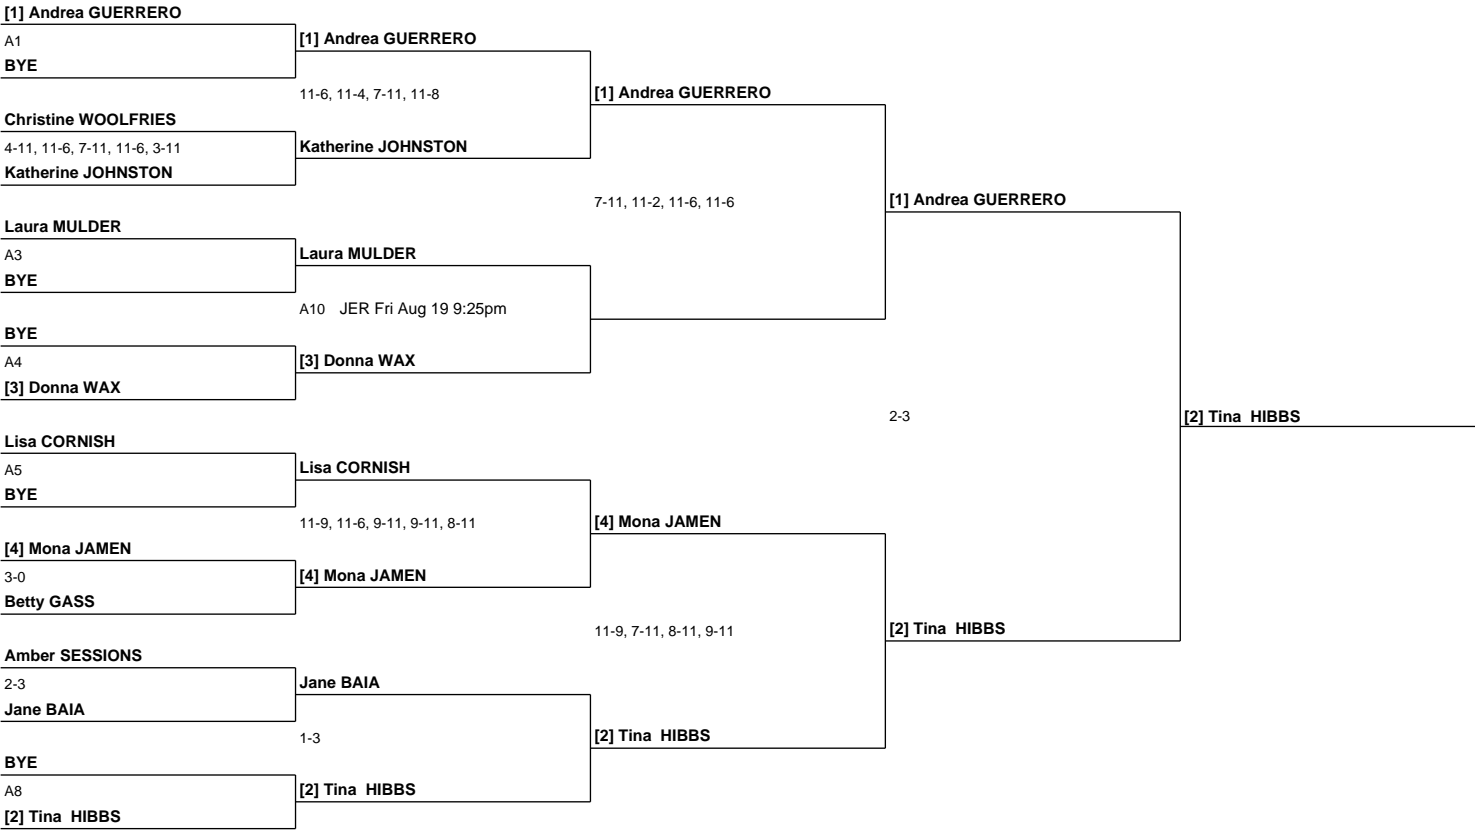 [1] Andrea GUERRERO
A1
BYE
Christine WOOLFRIES
4-11, 11-6, 7-11, 11-6, 3-11
Katherine JOHNSTON
Laura MULDER
A3
BYE
BYE
A4
[3] Donna WAX
Lisa CORNISH
A5
BYE
[4] Mona JAMEN
3-0
Betty GASS
Amber SESSIONS
2-3
Jane BAIA
BYE
A8
[2] Tina  HIBBS
[1] Andrea GUERRERO
11-6, 11-4, 7-11, 11-8
Katherine JOHNSTON
Laura MULDER
A10 JER Fri Aug 19 9:25pm
[3] Donna WAX
Lisa CORNISH
11-9, 11-6, 9-11, 9-11, 8-11
[4] Mona JAMEN
Jane BAIA
1-3
[2] Tina  HIBBS
[1] Andrea GUERRERO
7-11, 11-2, 11-6, 11-6
[4] Mona JAMEN
11-9, 7-11, 8-11, 9-11
[2] Tina  HIBBS
[1] Andrea GUERRERO
2-3
[2] Tina  HIBBS
[2] Tina  HIBBS